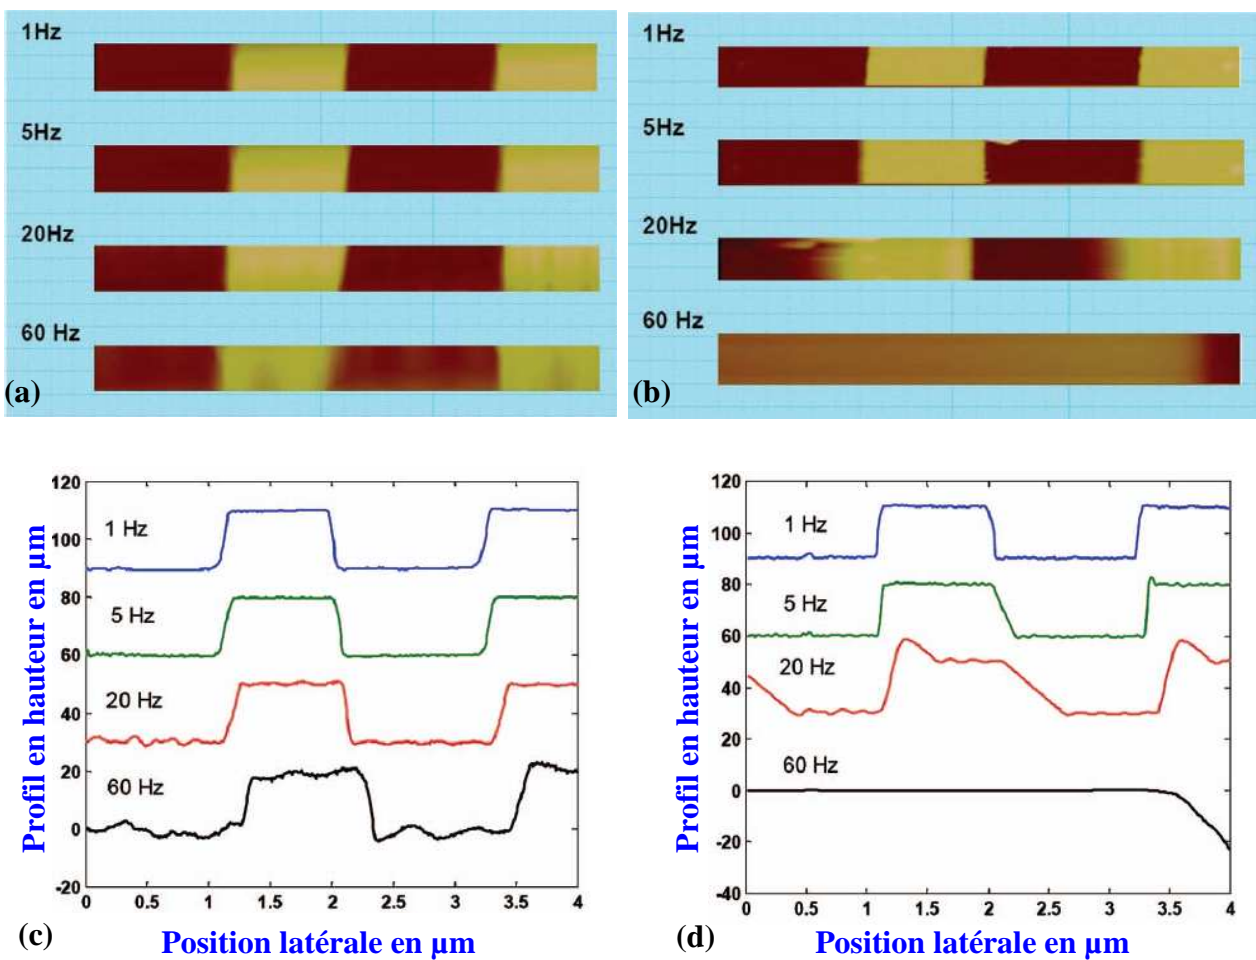 1Hz
5Hz
20Hz
60 Hz
(a)
1Hz
5Hz
20Hz
60 Hz
(b)
Profil en hauteur en µm
120
100
80
60
40
20
0
-20
1 Hz
5 Hz
20 Hz
60 Hz
0 0.5 1 1.5 2 2.5 3 3.5 4
(c)
Position latérale en µm
Profil en hauteur en µm
120
100
80
60
40
20
0
-20
-40
1 Hz
5 Hz
20 Hz
60 Hz
0 0.5 1 1.5 2 2.5 3 3.5 4
(d)
Position latérale en µm